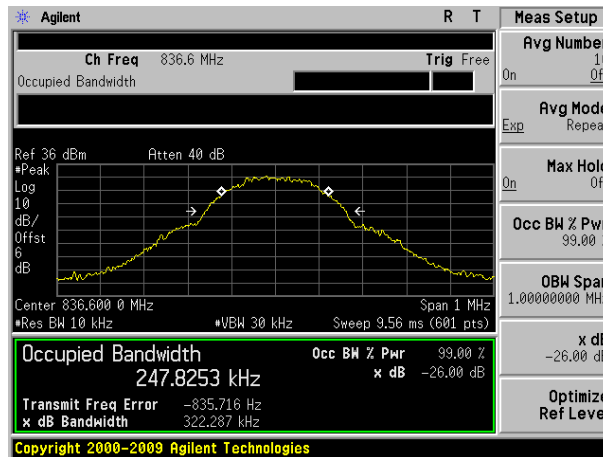 Agilent R T Meas Setup
Ch Freq 836.6 MHz Trig Free
Occupied Bandwidth
Ref 36 dBm Atten 40 dB
#Peak
Log
10
dB/
Offst
6
dB
Center 836.600 0 MHz Span 1 MHz
#Res BW 10 kHz #VBW 30 kHz Sweep 9.56 ms (601 pts)
Occupied Bandwidth Occ BW % Pwr 99.00 %
247.8253 kHz x dB -26.00 dB
Transmit Freq Error -835.716 Hz
x dB Bandwidth 322.287 kHz
Copyright 2000-2009 Agilent Technologies
Avg Number
On
Avg Mode
Exp Repea
Max Hold
On
Occ BW % Pwr
99.00
OBW Span
1.00000000 MH
x dB
-26.00 d
Optimize
Ref Leve